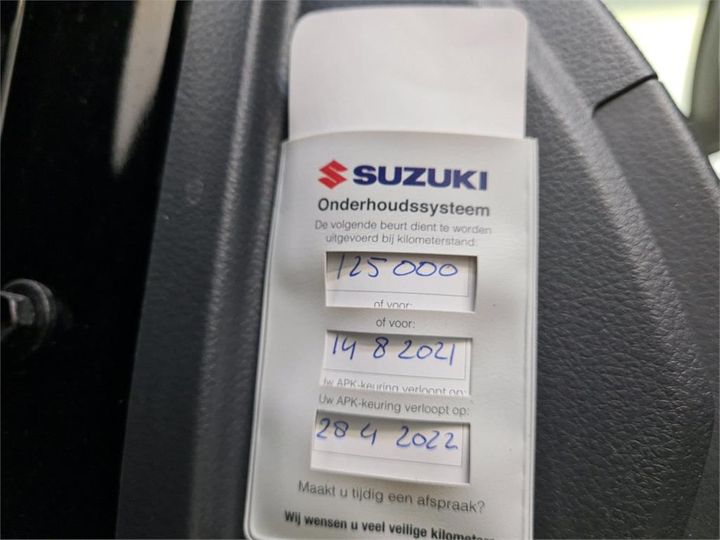 SUZUKI
Onderhoudssysteem
De volgende beurt dient te worden
uitgevoerd bij kilometerstand:
125 000
of voor:
of voor:
14 8 2021
Uw APK-keuring verloopt op:
Uw APK-keuring verloopt op:
28 4 2022
Maakt u tijdig een afspraak?
Wij wensen u veel veilige